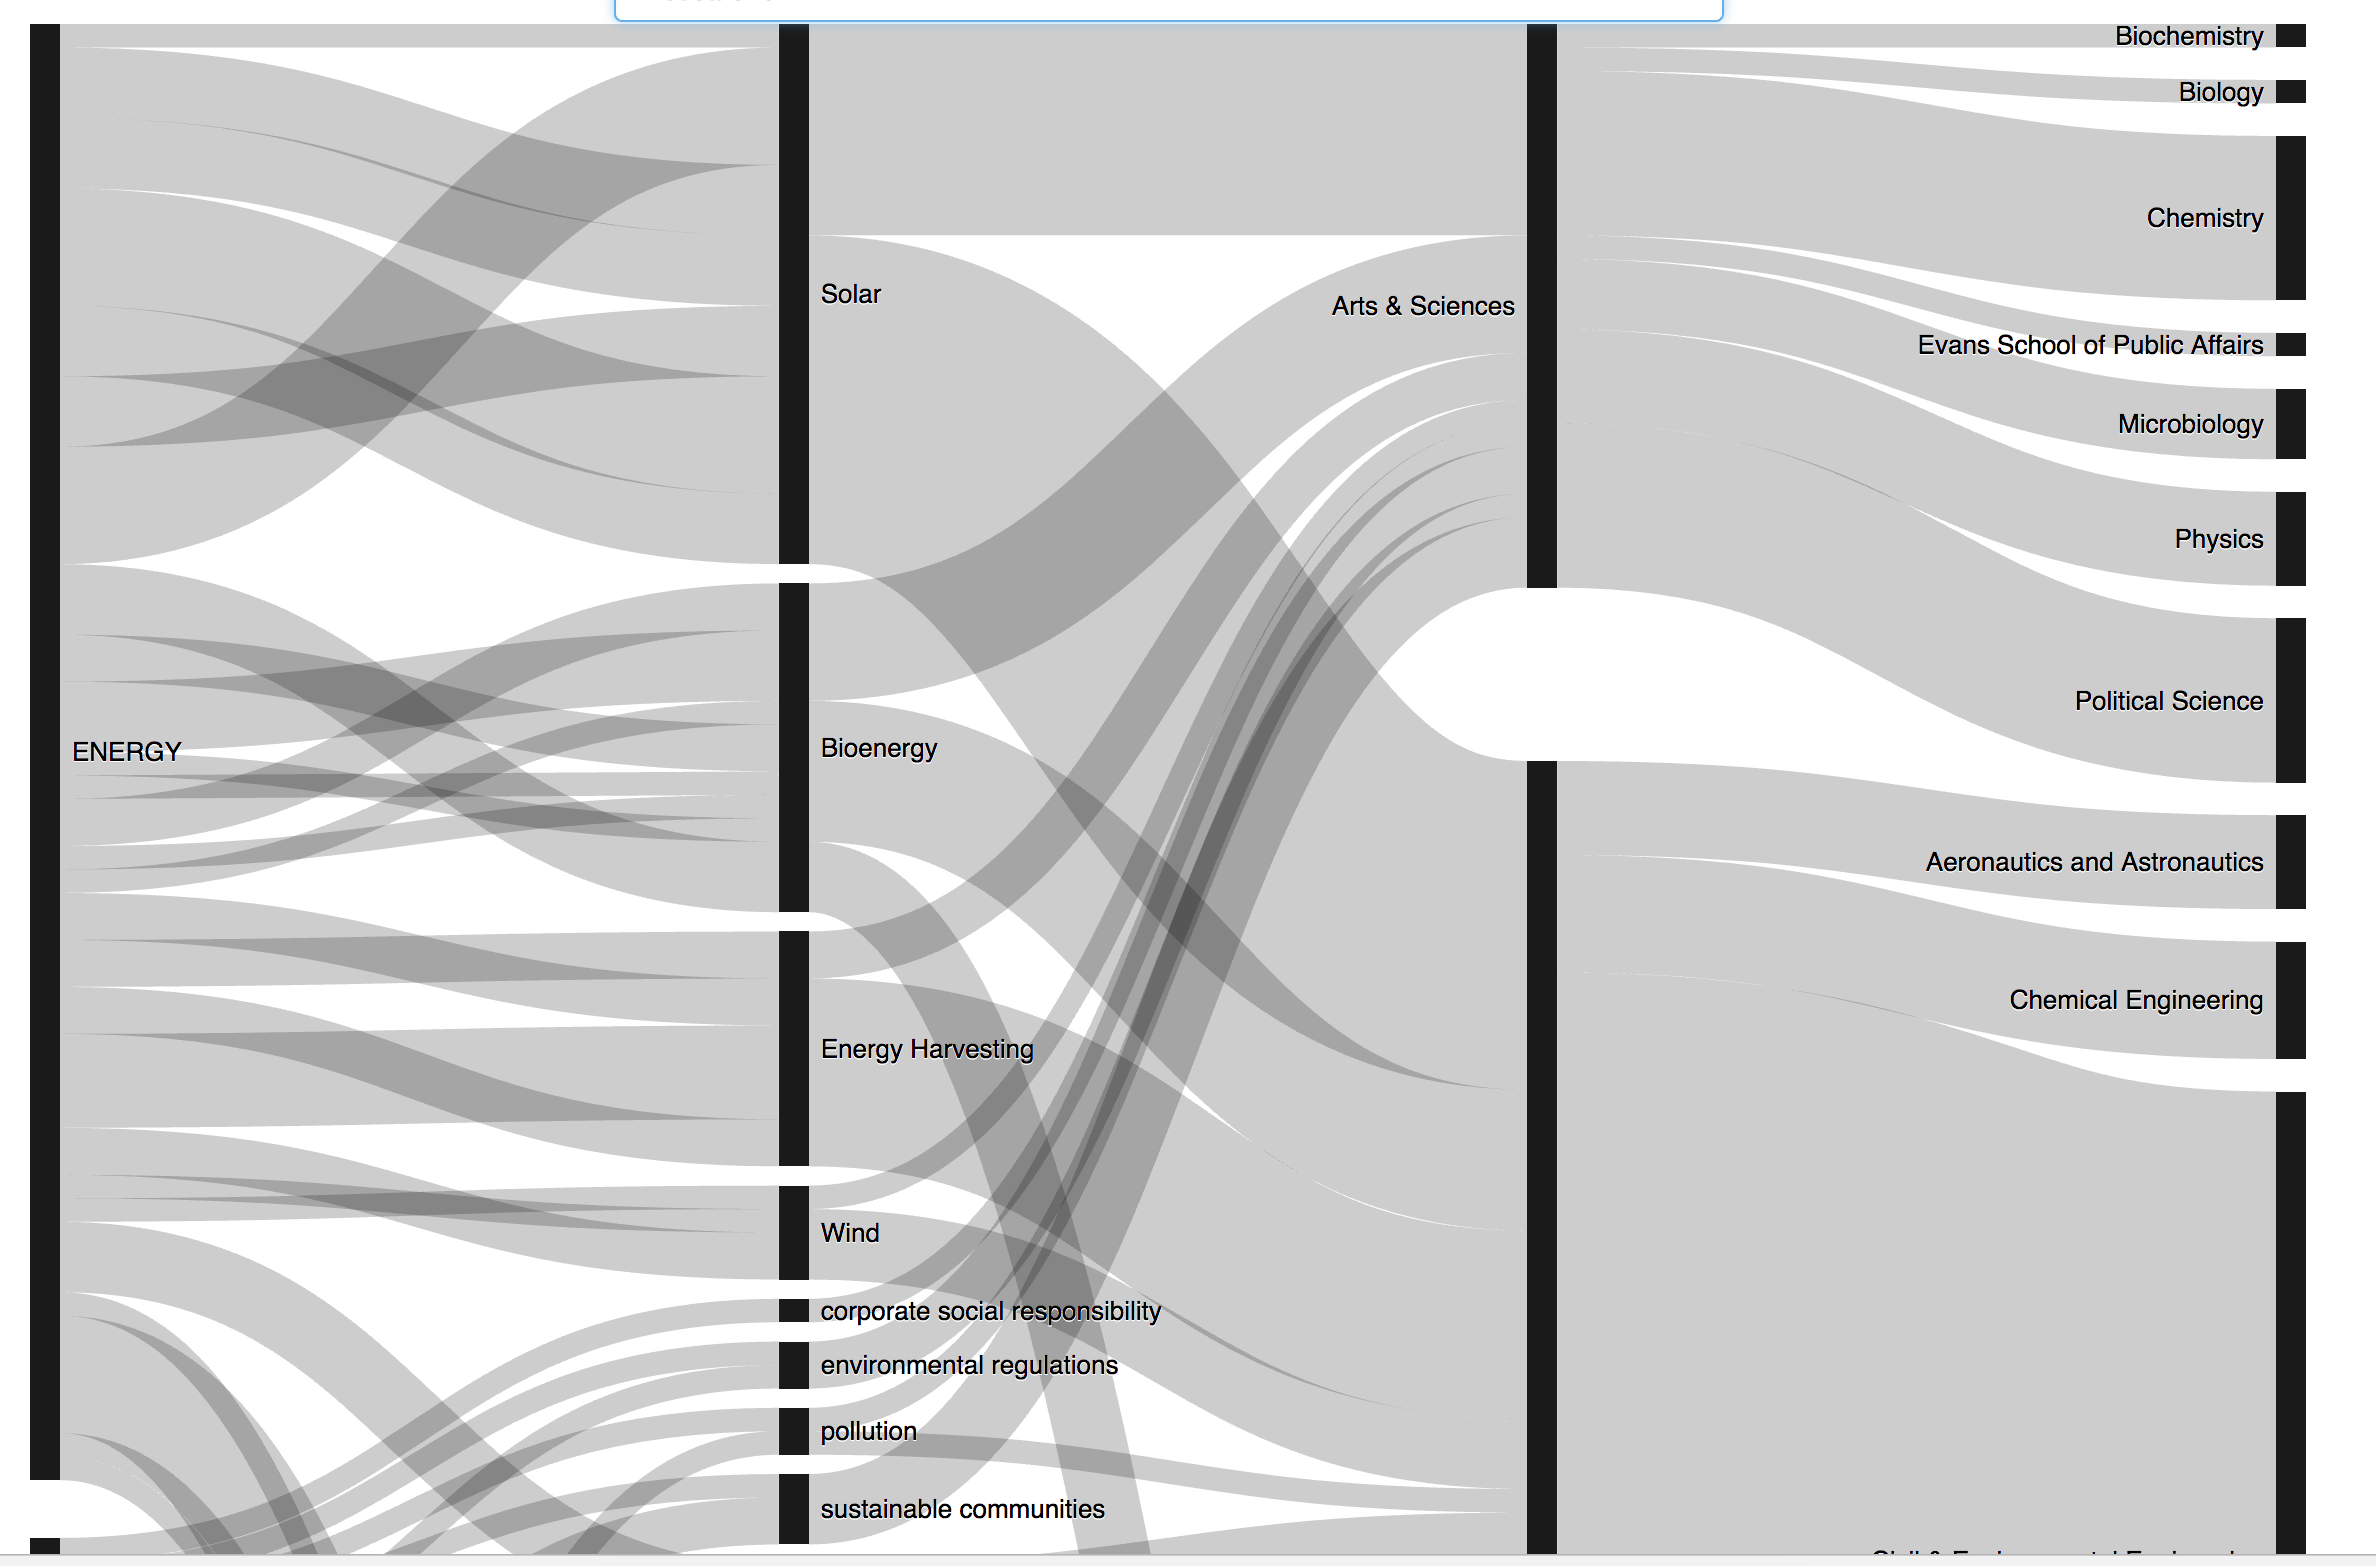 Biochemistry
Biology
Chemistry
Solar
Arts & Sciences
Evans School of Public Affairs
Microbiology
Physics
Political Science
ENERGY
Bioenergy
Aeronautics and Astronautics
Chemical Engineering
Energy Harvesting
Wind
corporate social responsibility
environmental regulations
pollution
sustainable communities